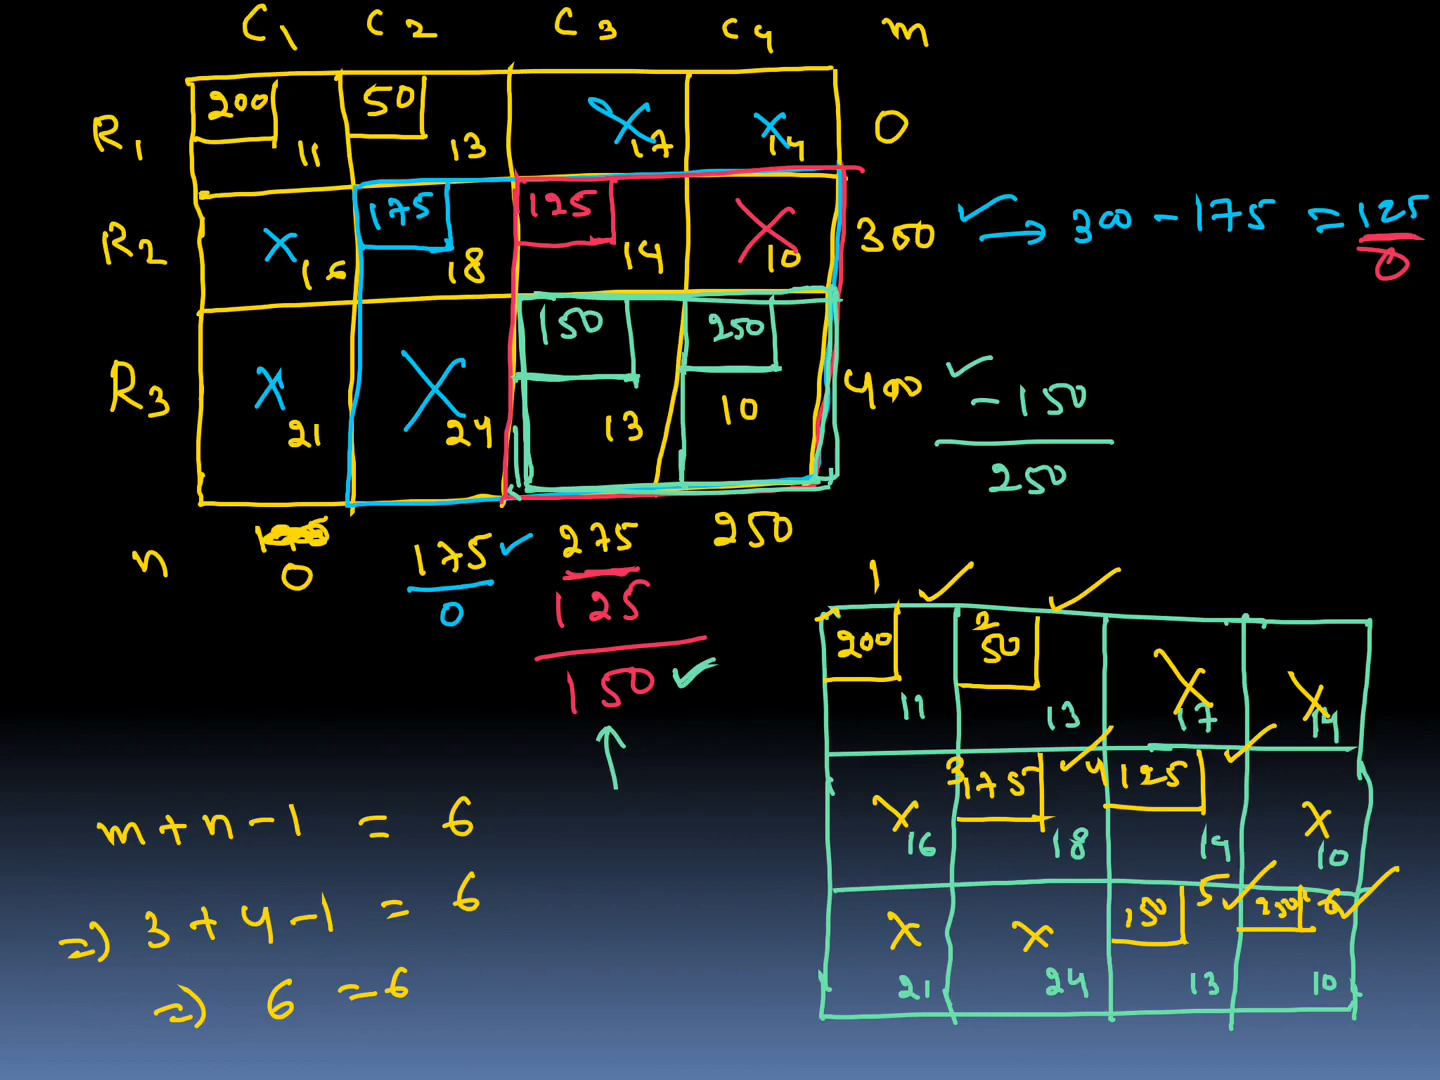 C1 C2 C3 C4 m
R1 200 11 50 13 X 17 X 14 0
R2 X 16 175 18 125 14 X 10 300 ✓ → 300 - 175 = 125
0
R3 X 21 X 24 150 13 250 10 400 ✓ - 150
250
n 0 175 ✓ 275 250
0 125
150 ✓
↑
1 ✓ 2 ✓
200 11 50 13 X 17 X 14
X 16 3 175 18 ✓ 4 125 14 ✓ X 10
X 21 X 24 150 13 5 ✓ 250 10 6 ✓
m+n-1 = 6
=> 3+4-1 = 6
=> 6 = 6